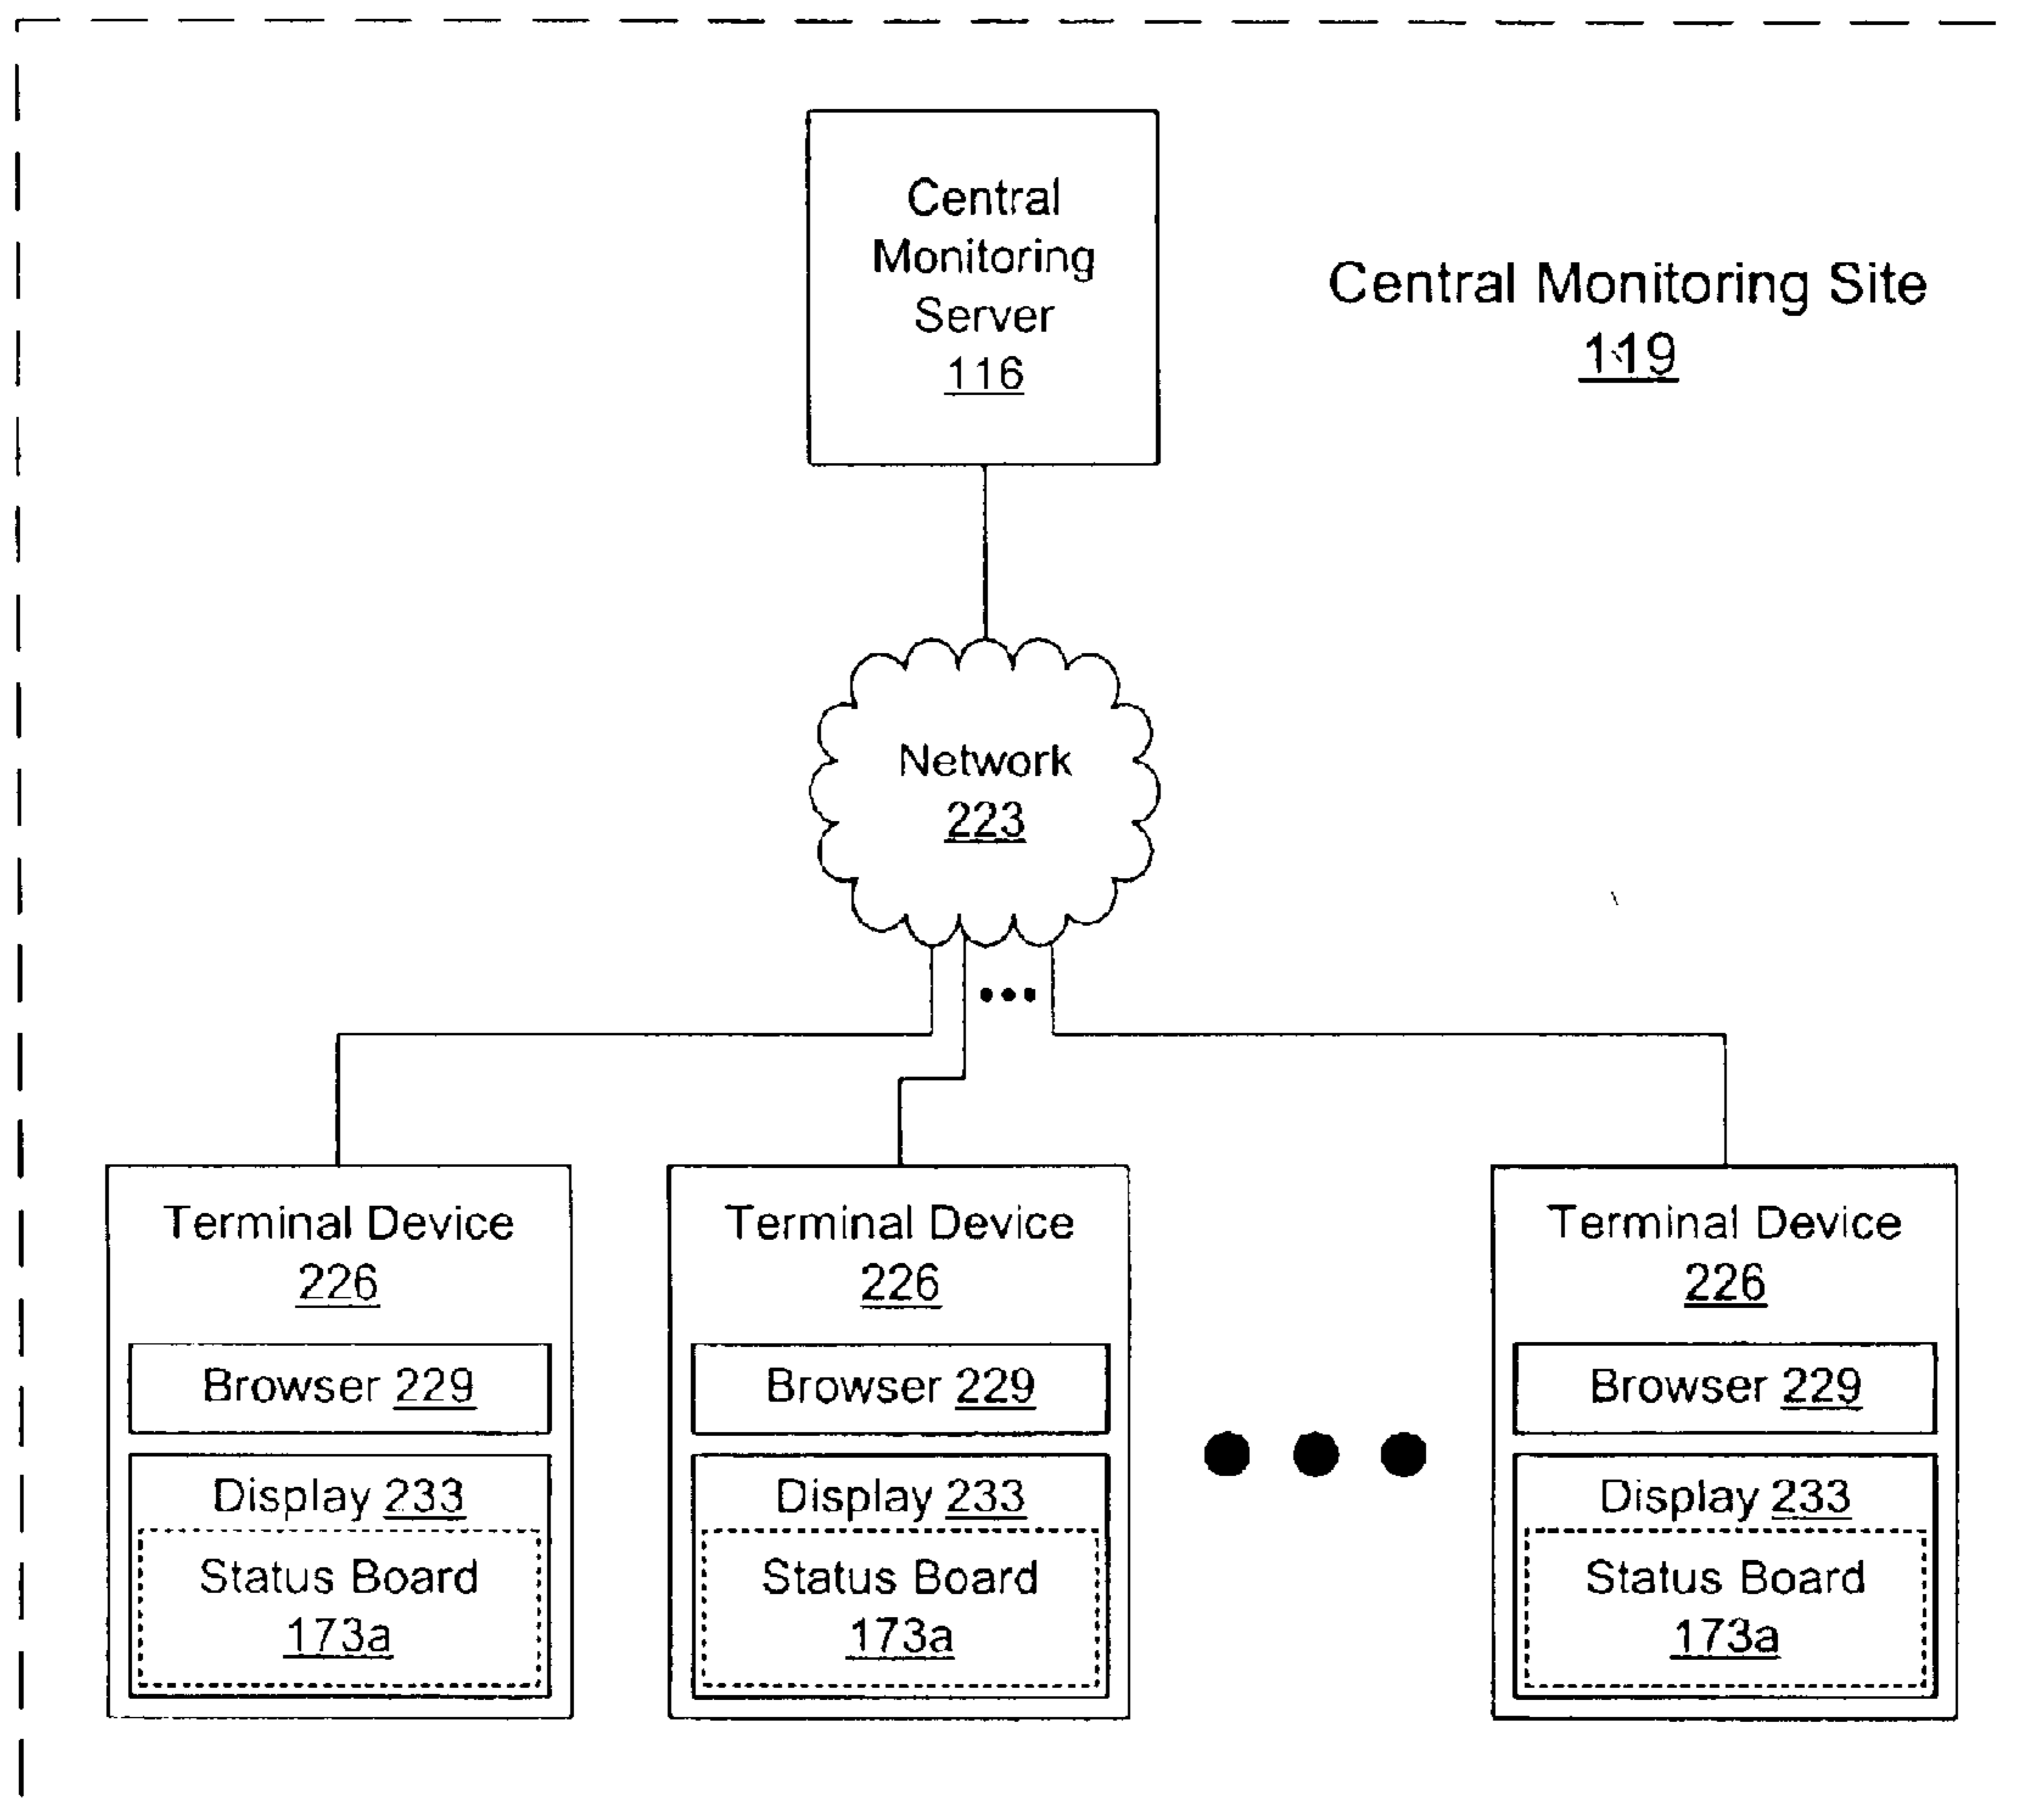 Central
Monitoring
Server
116
Central Monitoring Site
119
Network
223
Terminal Device
226
Browser 229
Display 233
Status Board
173a
Terminal Device
226
Browser 229
Display 233
Status Board
173a
Terminal Device
226
Browser 229
Display 233
Status Board
173a